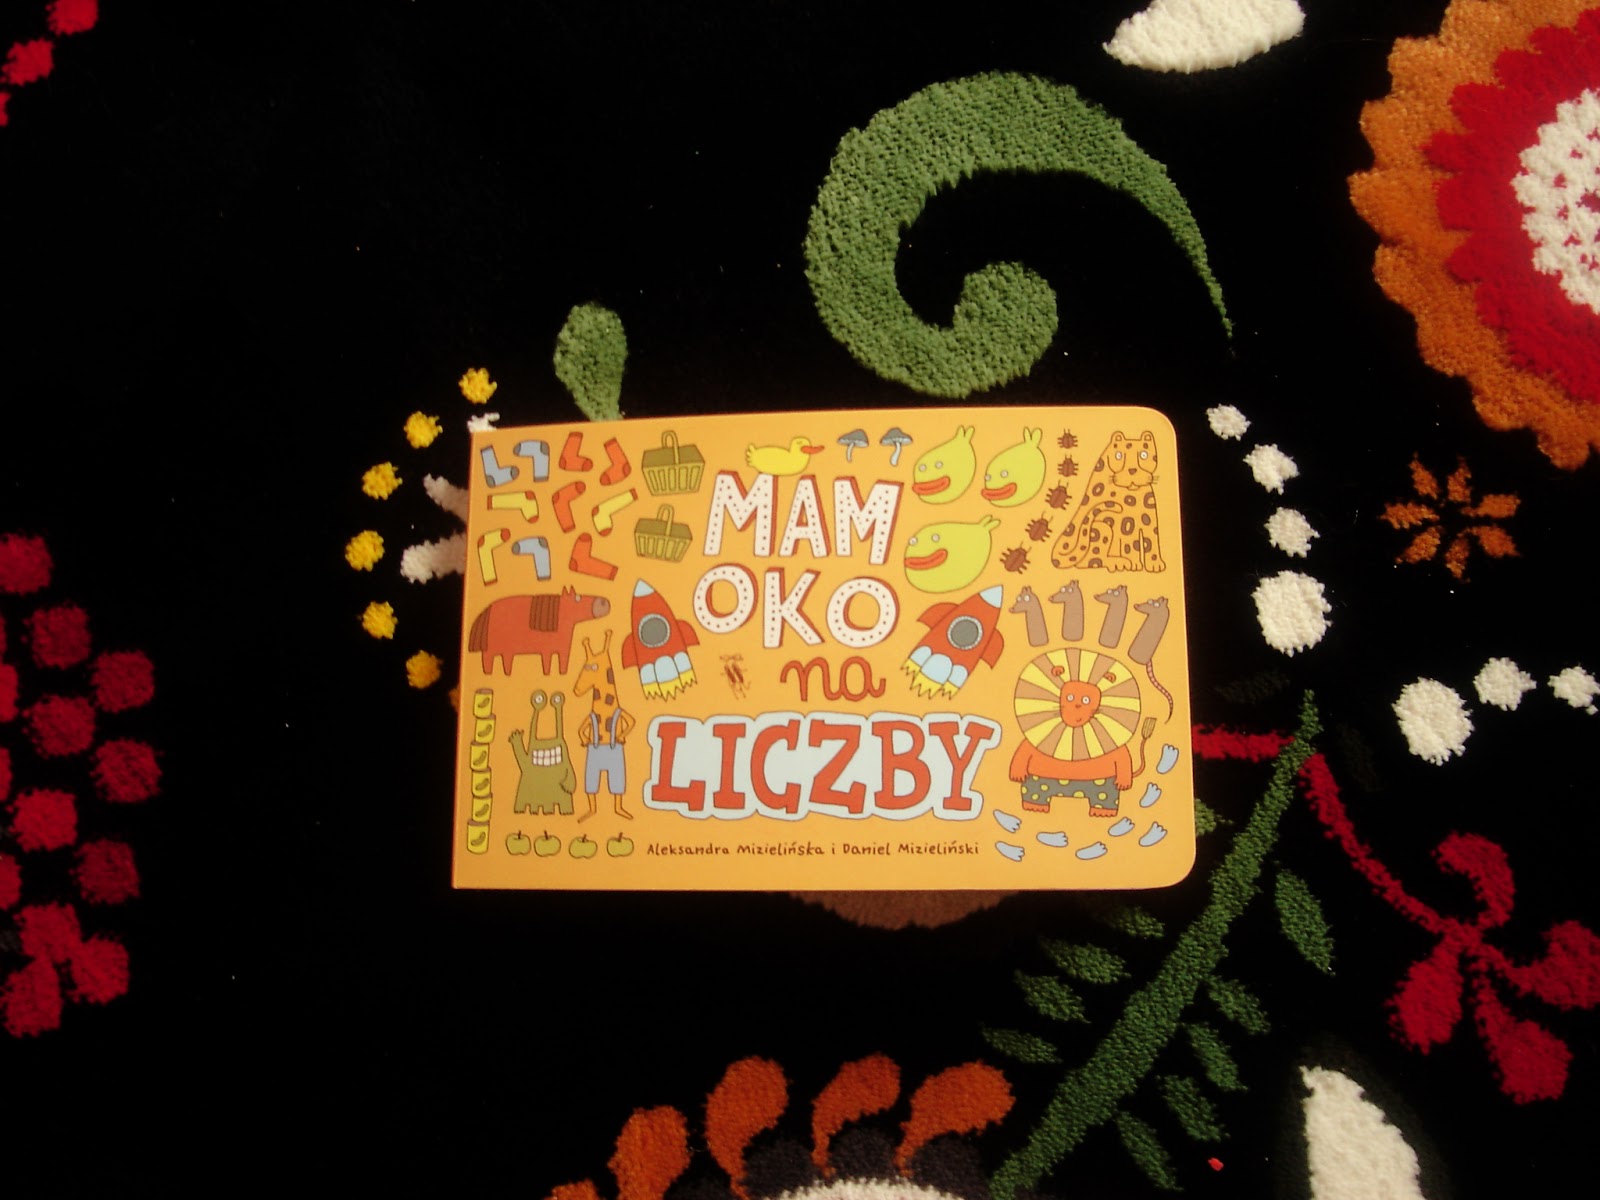 MAM
OKO
na
LICZBY
Aleksandra Mizielińska i Daniel Mizieliński